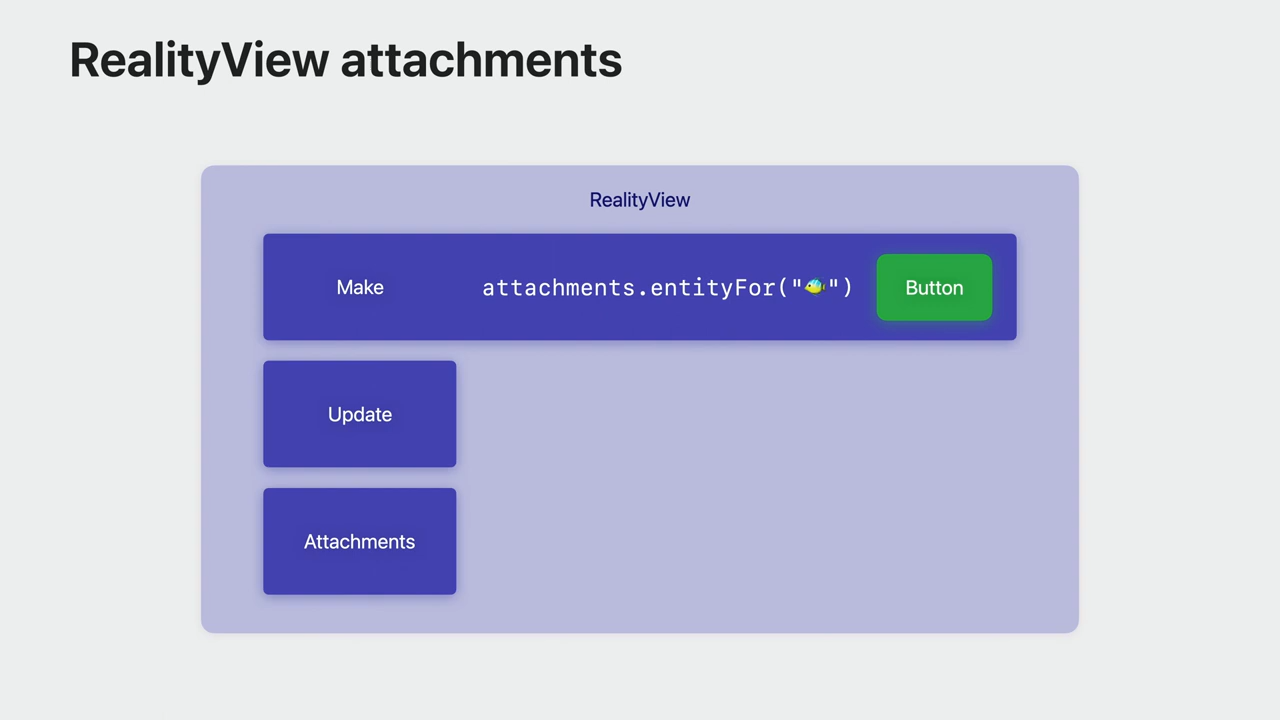 RealityView attachments
RealityView
Make attachments.entityFor("🐠") Button
Update
Attachments